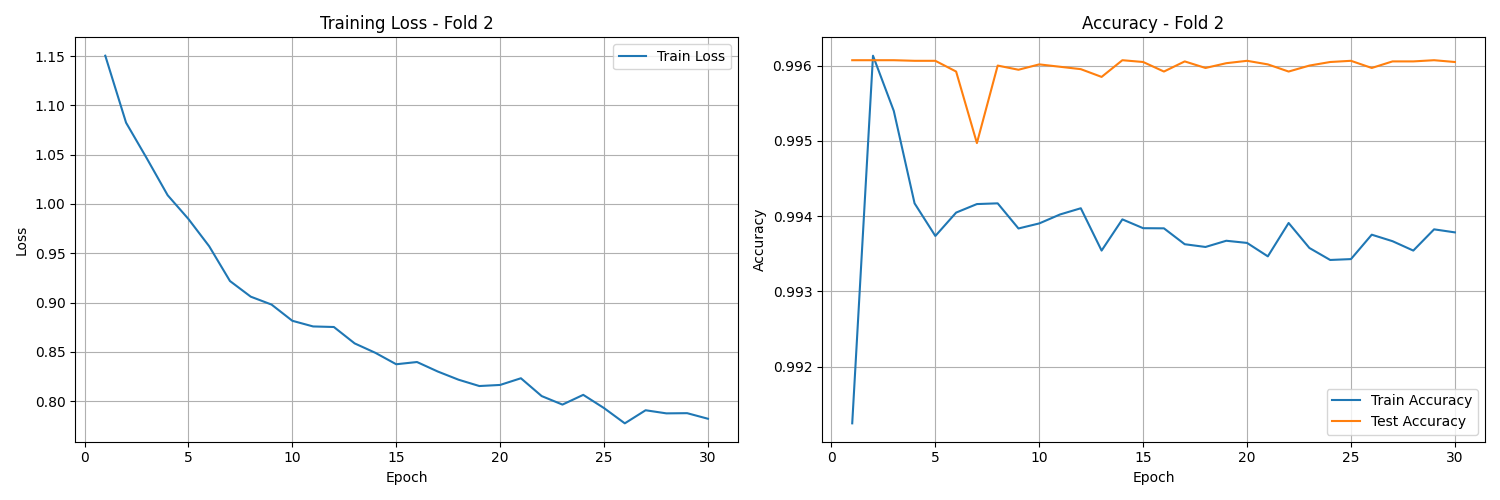 Training Loss - Fold 2
Train Loss
1.15
1.10
1.05
1.00
0.95
0.90
0.85
0.80
Loss
0 5 10 15 20 25 30
Epoch
Accuracy - Fold 2
0.996
0.995
0.994
0.993
0.992
Accuracy
Train Accuracy
Test Accuracy
0 5 10 15 20 25 30
Epoch